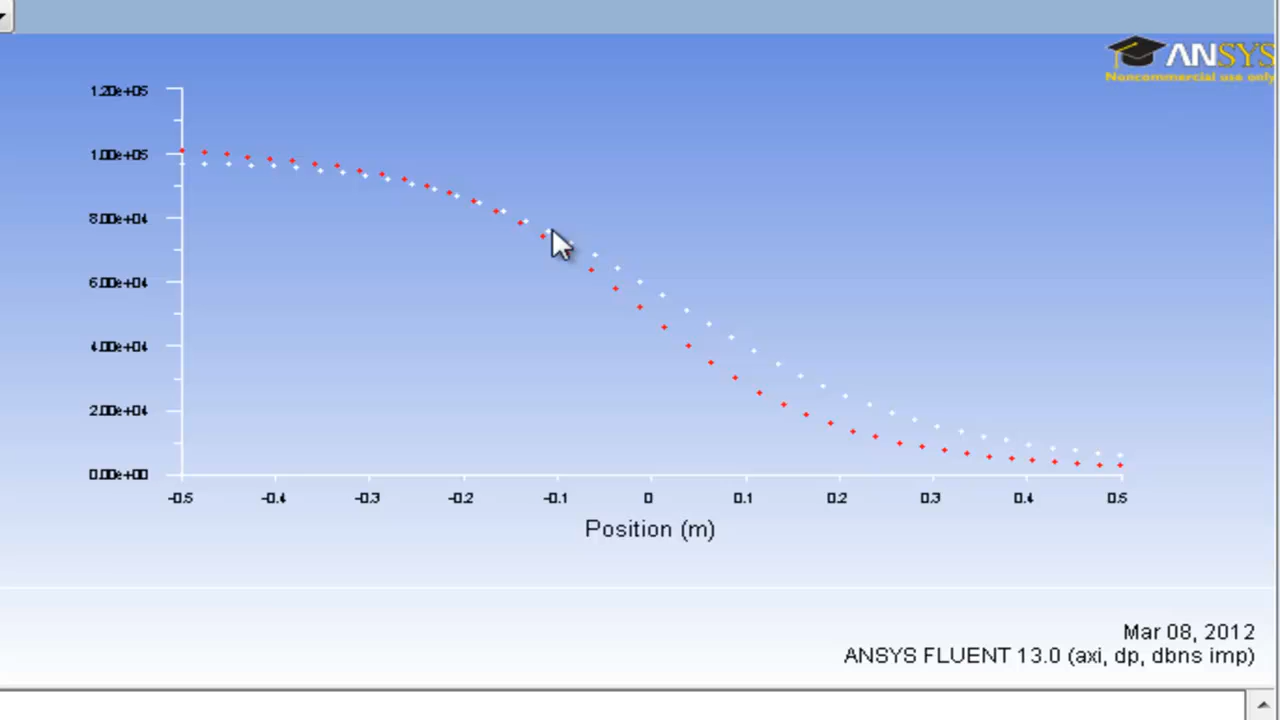 ANSYS
Noncommercial use only
1.20e+05
1.00e+05
8.00e+04
6.00e+04
4.00e+04
2.00e+04
0.00e+00
-0.5 -0.4 -0.3 -0.2 -0.1 0 0.1 0.2 0.3 0.4 0.5
Position (m)
Mar 08, 2012
ANSYS FLUENT 13.0 (axi, dp, dbns imp)